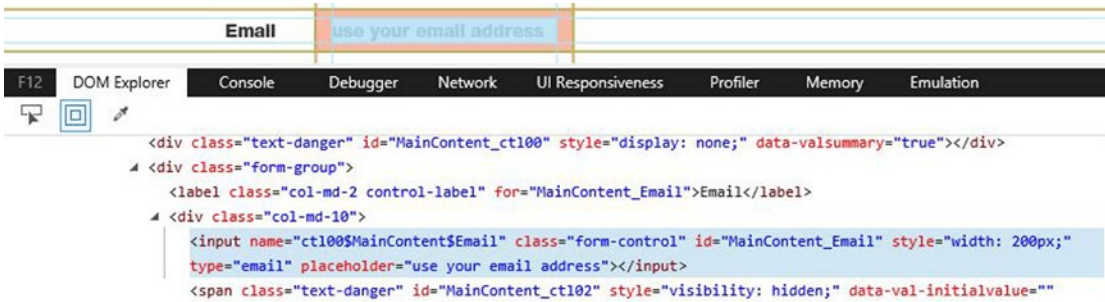 Email use your email address
F12 DOM Explorer Console Debugger Network UI Responsiveness Profiler Memory Emulation
<div class="text-danger" id="MainContent_ctl00" style="display: none;" data-valsummary="true"></div>
<div class="form-group">
<label class="col-md-2 control-label" for="MainContent_Email">Email</label>
<div class="col-md-10">
<input name="ctl00$MainContent$Email" class="form-control" id="MainContent_Email" style="width: 200px;"
type="email" placeholder="use your email address"></input>
<span class="text-danger" id="MainContent_ctl02" style="visibility: hidden;" data-val-initialvalue=""